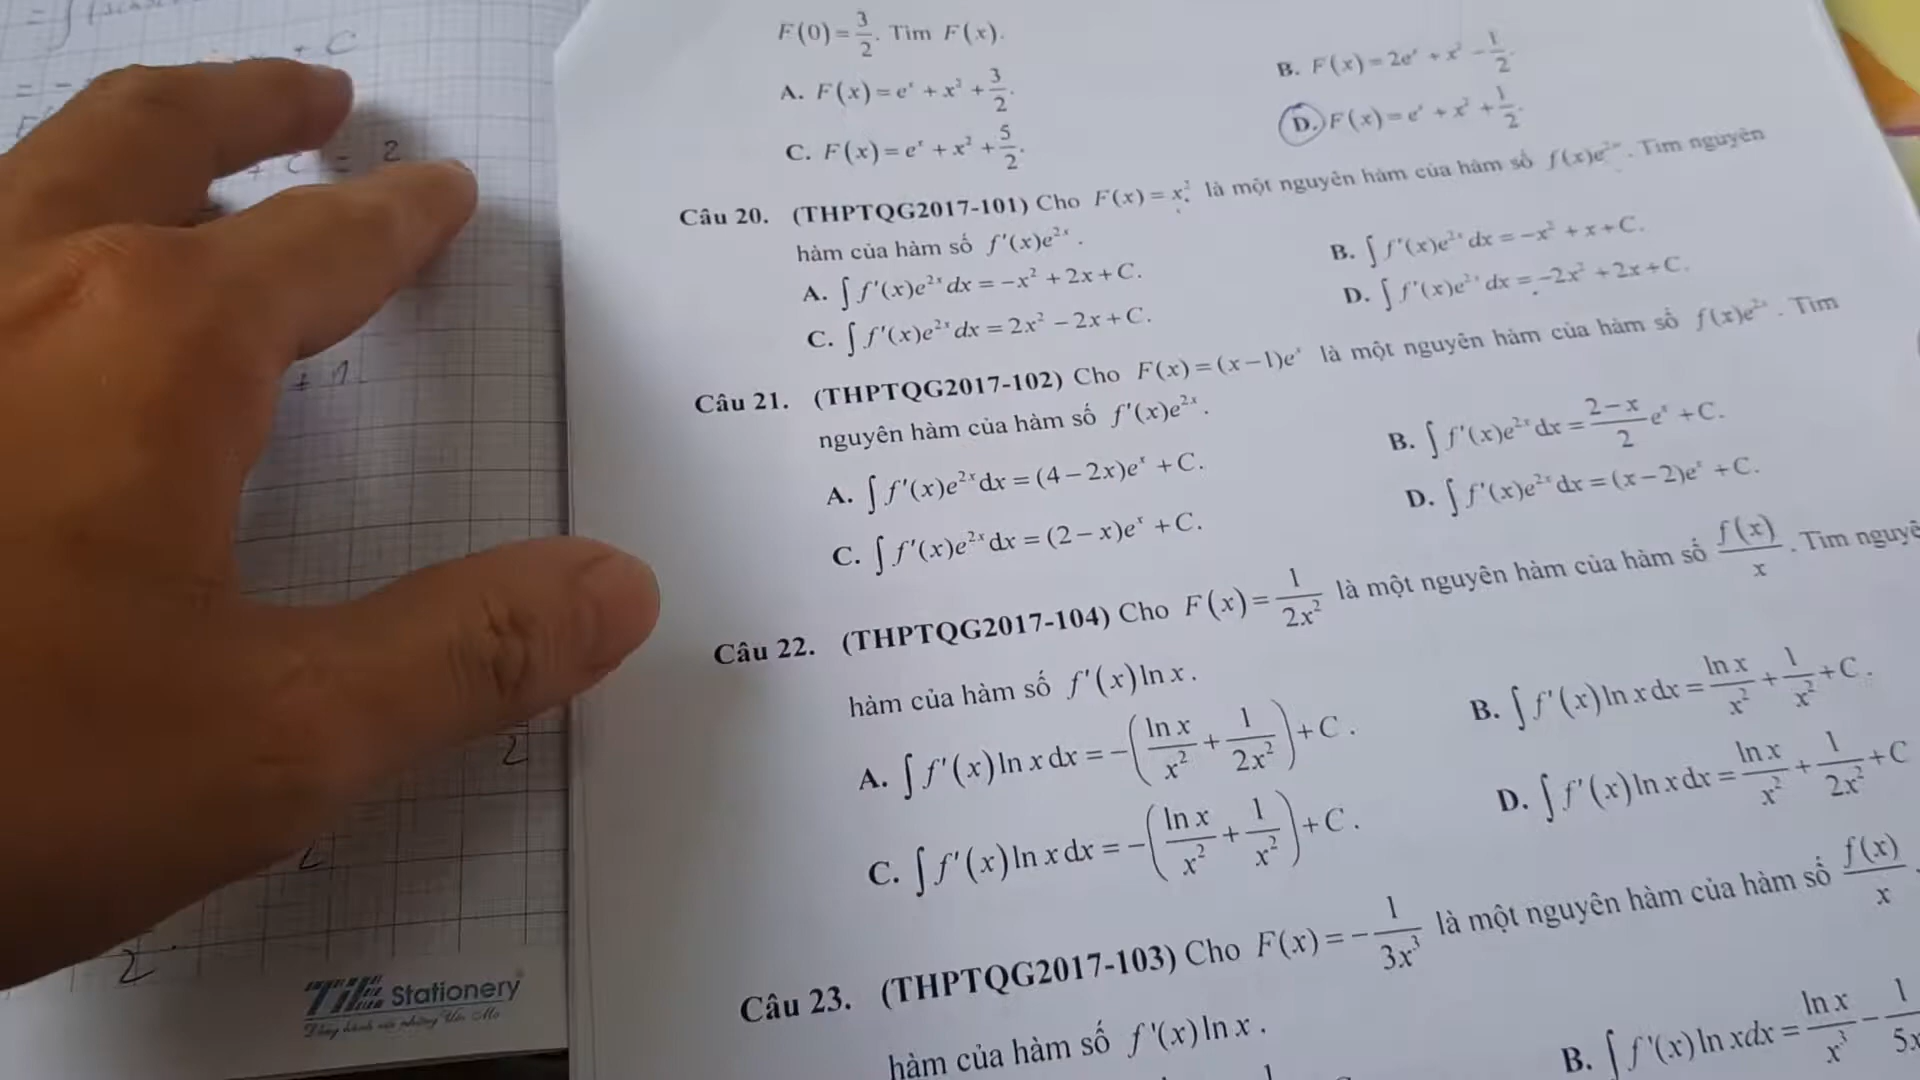 + C
+ C = 2
+ 1
2
2
2
TL Stationery
F(0) = 3/2. Tìm F(x).
A. F(x) = e^x + x^2 + 3/2.
B. F(x) = 2e^x + x^2 − 1/2.
C. F(x) = e^x + x^2 + 5/2.
D. F(x) = e^x + x^2 + 1/2.
Câu 20. (THPTQG2017-101) Cho F(x) = x^2 là một nguyên hàm của hàm số f(x)e^{2x}. Tìm nguyên
hàm của hàm số f'(x)e^{2x}.
A. ∫ f'(x)e^{2x} dx = −x^2 + 2x + C.
B. ∫ f'(x)e^{2x} dx = −x^2 + x + C.
C. ∫ f'(x)e^{2x} dx = 2x^2 − 2x + C.
D. ∫ f'(x)e^{2x} dx = −2x^2 + 2x + C.
Câu 21. (THPTQG2017-102) Cho F(x) = (x−1)e^x là một nguyên hàm của hàm số f(x)e^{2x}. Tìm
nguyên hàm của hàm số f'(x)e^{2x}.
A. ∫ f'(x)e^{2x} dx = (4 − 2x)e^x + C.
B. ∫ f'(x)e^{2x} dx = (2−x)/2 e^x + C.
C. ∫ f'(x)e^{2x} dx = (2 − x)e^x + C.
D. ∫ f'(x)e^{2x} dx = (x − 2)e^x + C.
Câu 22. (THPTQG2017-104) Cho F(x) = 1/(2x^2) là một nguyên hàm của hàm số f(x)/x. Tìm nguyê
hàm của hàm số f'(x) ln x.
A. ∫ f'(x) ln x dx = −(ln x/x^2 + 1/(2x^2)) + C.
B. ∫ f'(x) ln x dx = ln x/x^2 + 1/x^2 + C.
C. ∫ f'(x) ln x dx = −(ln x/x^2 + 1/x^2) + C.
D. ∫ f'(x) ln x dx = ln x/x^2 + 1/(2x^2) + C
Câu 23. (THPTQG2017-103) Cho F(x) = −1/(3x^3) là một nguyên hàm của hàm số f(x)/x.
hàm của hàm số f'(x) ln x.
B. ∫ f'(x) ln xdx = ln x/x^3 − 1/5x